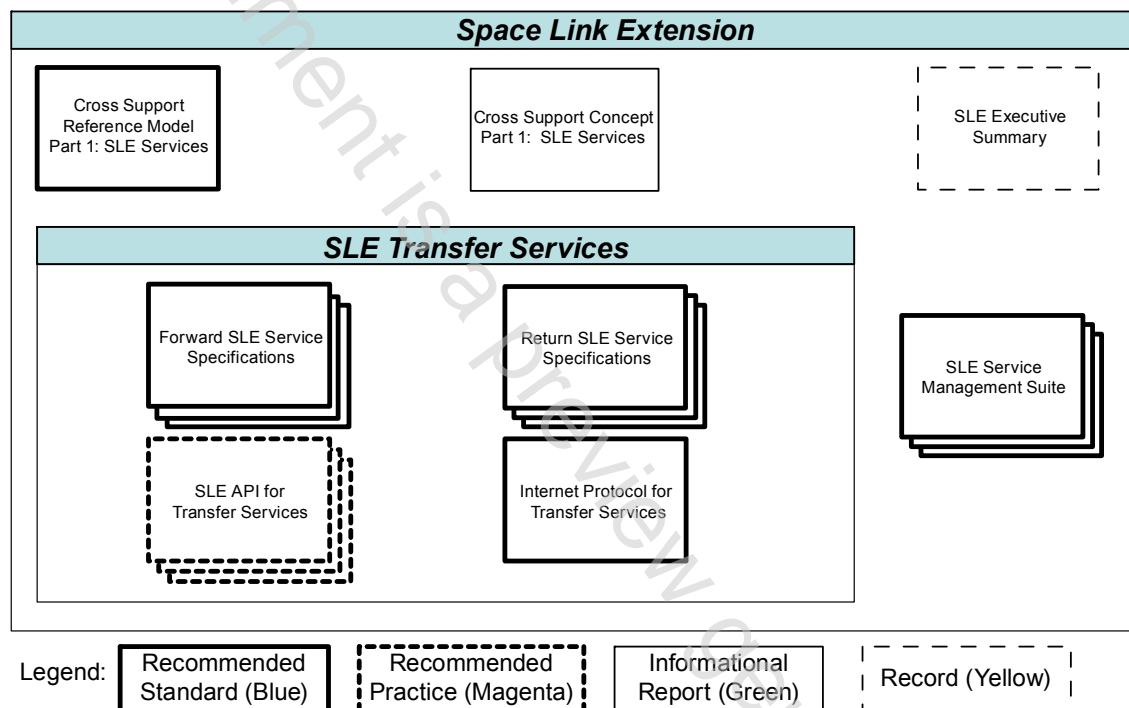 Space Link Extension
Cross Support
Reference Model
Part 1: SLE Services
Cross Support Concept
Part 1: SLE Services
SLE Executive
Summary
SLE Transfer Services
Forward SLE Service
Specifications
Return SLE Service
Specifications
SLE Service
Management Suite
SLE API for
Transfer Services
Internet Protocol for
Transfer Services
Legend:
Recommended
Standard (Blue)
Recommended
Practice (Magenta)
Informational
Report (Green)
Record (Yellow)
is a preview